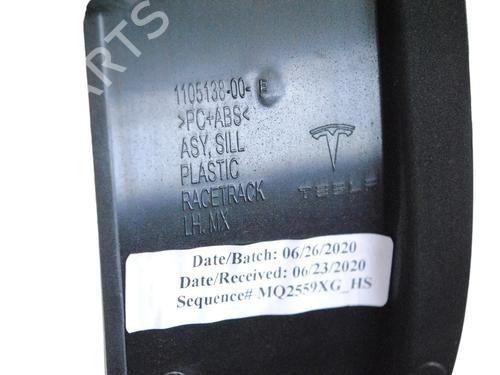 PARTS
1105138-00- E
>PC+ABS<
ASY, SILL
PLASTIC
RACETRACK
LH. MX
TESLA
Date/Batch: 06/26/2020
Date/Received: 06/23/2020
Sequence# MQ2559XG_HS